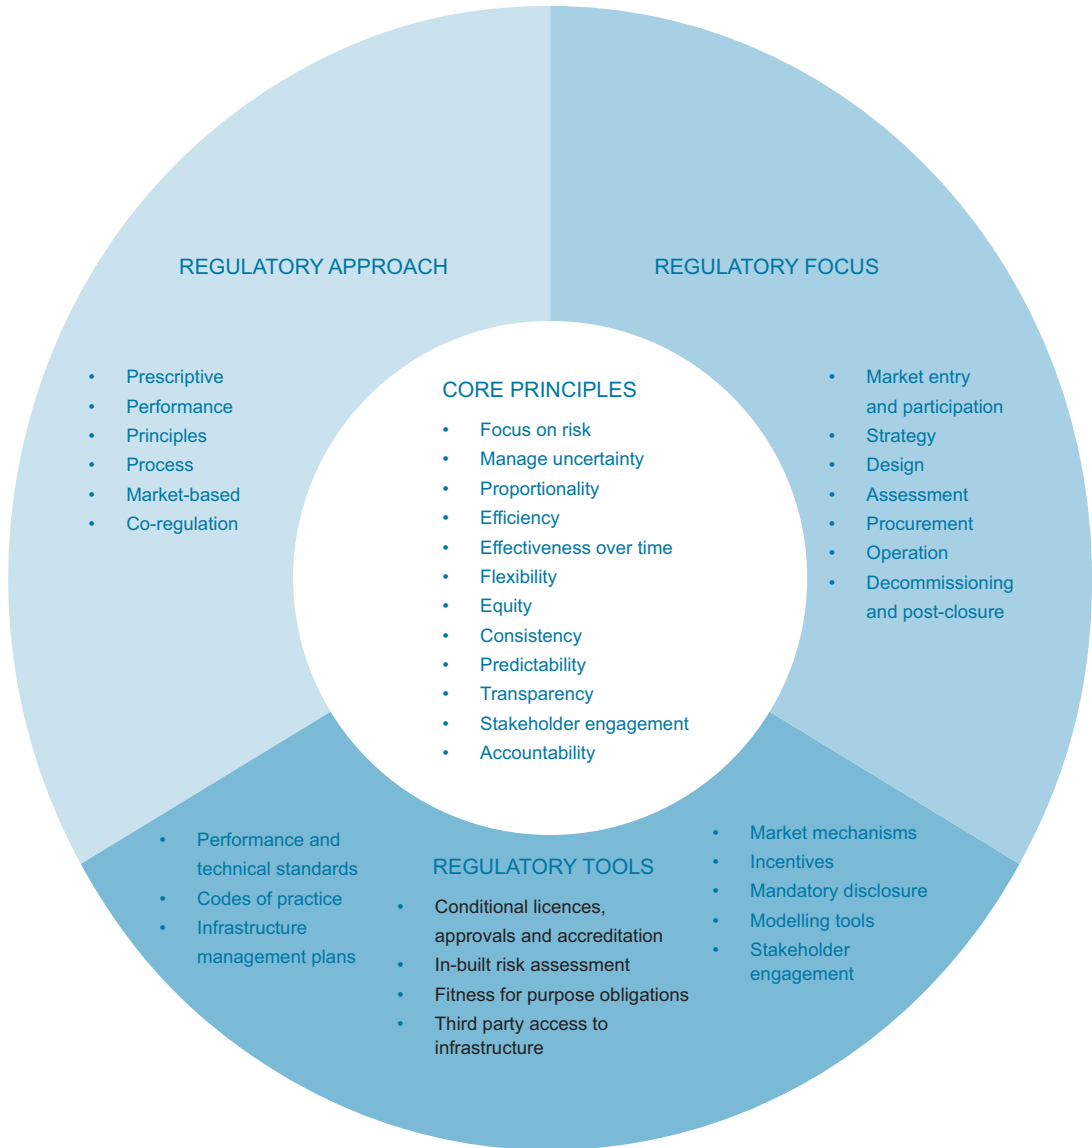 REGULATORY APPROACH
• Prescriptive
• Performance
• Principles
• Process
• Market-based
• Co-regulation
REGULATORY FOCUS
• Market entry
and participation
• Strategy
• Design
• Assessment
• Procurement
• Operation
• Decommissioning
and post-closure
CORE PRINCIPLES
• Focus on risk
• Manage uncertainty
• Proportionality
• Efficiency
• Effectiveness over time
• Flexibility
• Equity
• Consistency
• Predictability
• Transparency
• Stakeholder engagement
• Accountability
REGULATORY TOOLS
• Performance and
technical standards
• Codes of practice
• Infrastructure
management plans
• Conditional licences,
approvals and accreditation
• In-built risk assessment
• Fitness for purpose obligations
• Third party access to
infrastructure
• Market mechanisms
• Incentives
• Mandatory disclosure
• Modelling tools
• Stakeholder
engagement